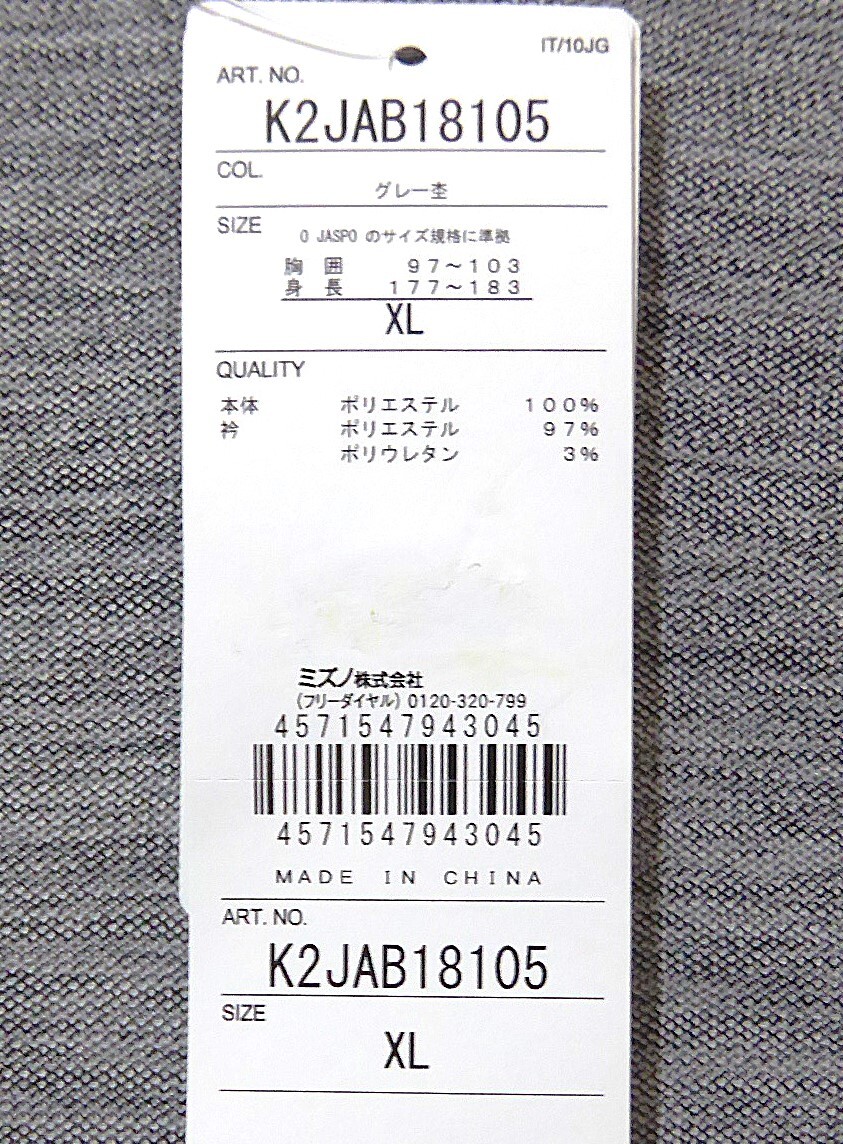 IT/10JG
ART. NO.
K2JAB18105
COL.
グレー杢
SIZE
O JASPO のサイズ規格に準拠
胸 囲 97～103
身 長 177～183
XL
QUALITY
本体 ポリエステル 100%
衿 ポリエステル 97%
ポリウレタン 3%
ミズノ株式会社
(フリーダイヤル) 0120-320-799
4571547943045
4571547943045
MADE IN CHINA
ART. NO.
K2JAB18105
SIZE
XL